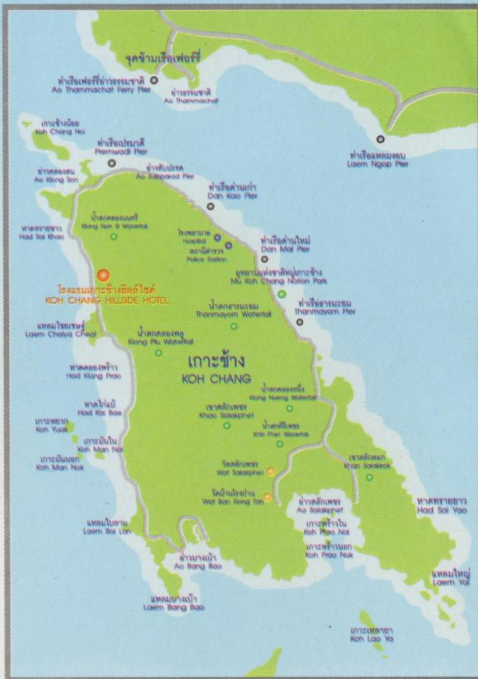 จุดข้ามเรือเฟอร์รี่
ท่าเรือเฟอร์รี่อ่าวธรรมชาติ
Ao Thammachat Ferry Pier
อ่าวธรรมชาติ
Ao Thammachat
เกาะช้างน้อย
Koh Chang Noi
ท่าเรือเปรมวดี
Premwadi Pier
ท่าเรือแหลมงอบ
Laem Ngap Pier
อ่าวคลองสน
Ao Klong Son
อ่าวสับปะรด
Ao Subparod Pier
ท่าเรือด่านเก่า
Dan Kao Pier
น้ำตกคลองนนทรี
Klong Non Si Waterfall
หาดทรายขาว
Had Sai Khao
โรงพยาบาล
Hospital
สถานีตำรวจ
Police Station
ท่าเรือด่านใหม่
Dan Mai Pier
อุทยานแห่งชาติหมู่เกาะช้าง
Mu Koh Chang Nation Park
โรงแรมเกาะช้างฮิลล์ไซด์
KOH CHANG HILLSIDE HOTEL
น้ำตกธารมะยม
Thanmayom Waterfall
ท่าเรือธารมะยม
Thanmayom Pier
แหลมไชยเชษฐ์
Laem Chaiya Cheat
น้ำตกคลองพลู
Klong Plu Waterfall
เกาะช้าง
KOH CHANG
หาดคลองพร้าว
Had Klong Prao
น้ำตกคลองหนึ่ง
Klong Nueng Waterfall
หาดไก่แบ้
Had Kai Bae
เขาสลักเพชร
Khao Salakphet
เกาะหยวก
Koh Yuak
น้ำตกคีรีเพชร
Khiri Phet Waterfall
เกาะมันใน
Koh Man Nai
เกาะมันนอก
Koh Man Nok
วัดสลักเพชร
Wat Salakphet
เขาสลักคอก
Khao Salakkok
วัดบ้านโรงถ่าน
Wat Ban Rong Tan
อ่าวสลักเพชร
Ao Salakphet
หาดทรายยาว
Had Sai Yao
แหลมใบลาน
Laem Bai Lan
เกาะพร้าวใน
Koh Prao Nai
เกาะพร้าวนอก
Koh Prao Nok
อ่าวบางเบ้า
Ao Bang Bao
แหลมใหญ่
Laem Yai
แหลมบางเบ้า
Laem Bang Bao
เกาะเหลายา
Koh Lao Ya